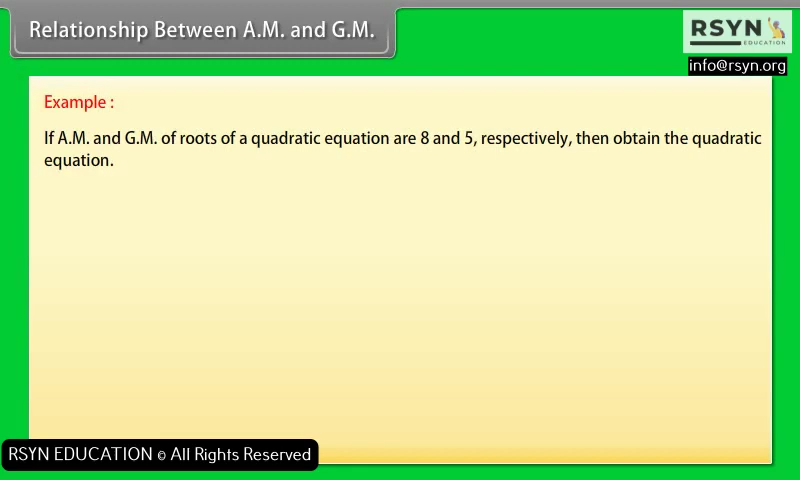 Relationship Between A.M. and G.M.
RSYN
EDUCATION
info@rsyn.org
Example :
If A.M. and G.M. of roots of a quadratic equation are 8 and 5, respectively, then obtain the quadratic
equation.
RSYN EDUCATION © All Rights Reserved